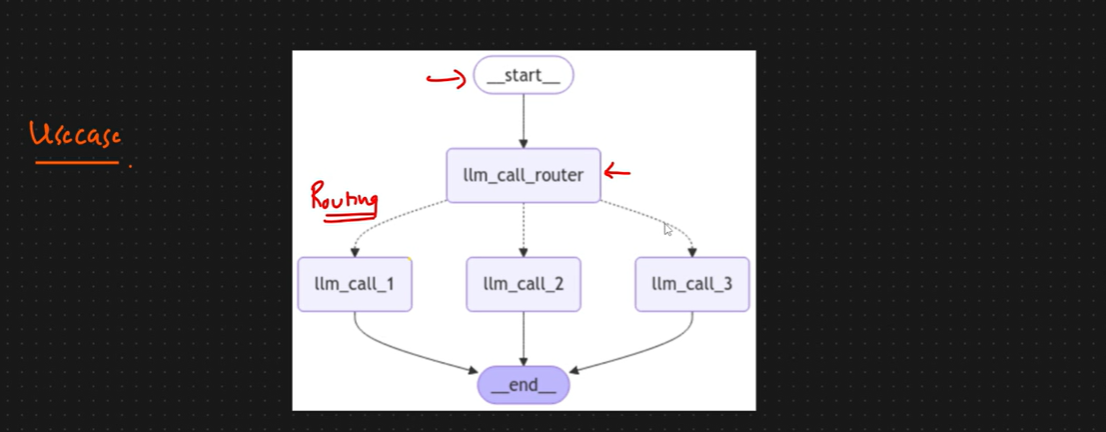 __start__
Usecase
llm_call_router
Routing
llm_call_1 llm_call_2 llm_call_3
__end__